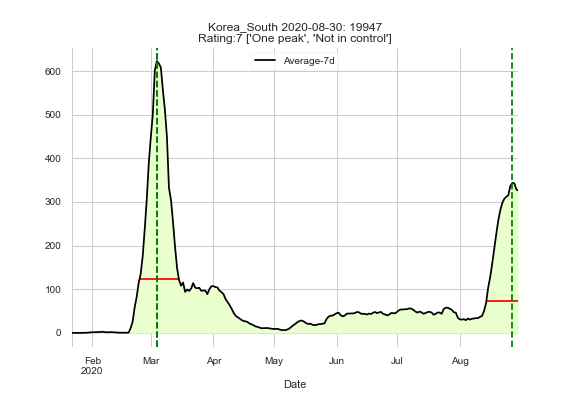 Korea_South 2020-08-30: 19947
Rating:7 ['One peak', 'Not in control']
Average-7d
600
500
400
300
200
100
0
Feb
2020
Mar
Apr
May
Jun
Jul
Aug
Date